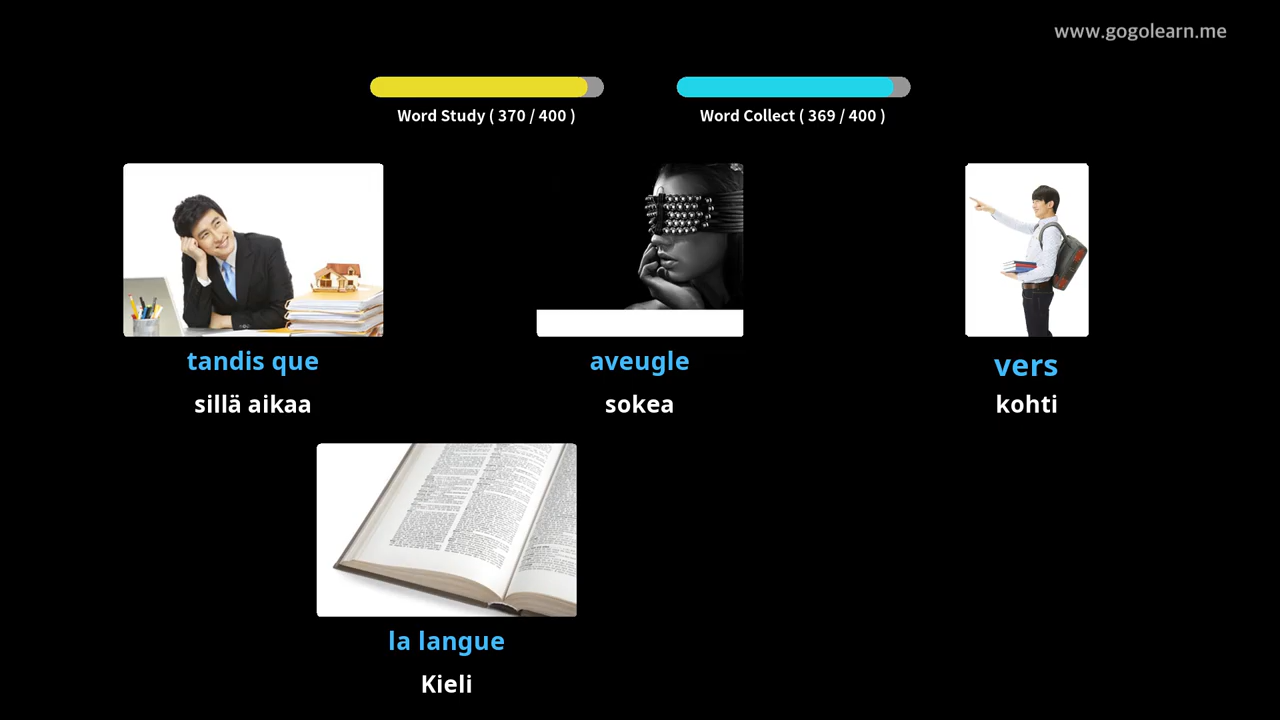 www.gogolearn.me
Word Study ( 370 / 400 )
Word Collect ( 369 / 400 )
tandis que
sillä aikaa
aveugle
sokea
vers
kohti
la langue
Kieli